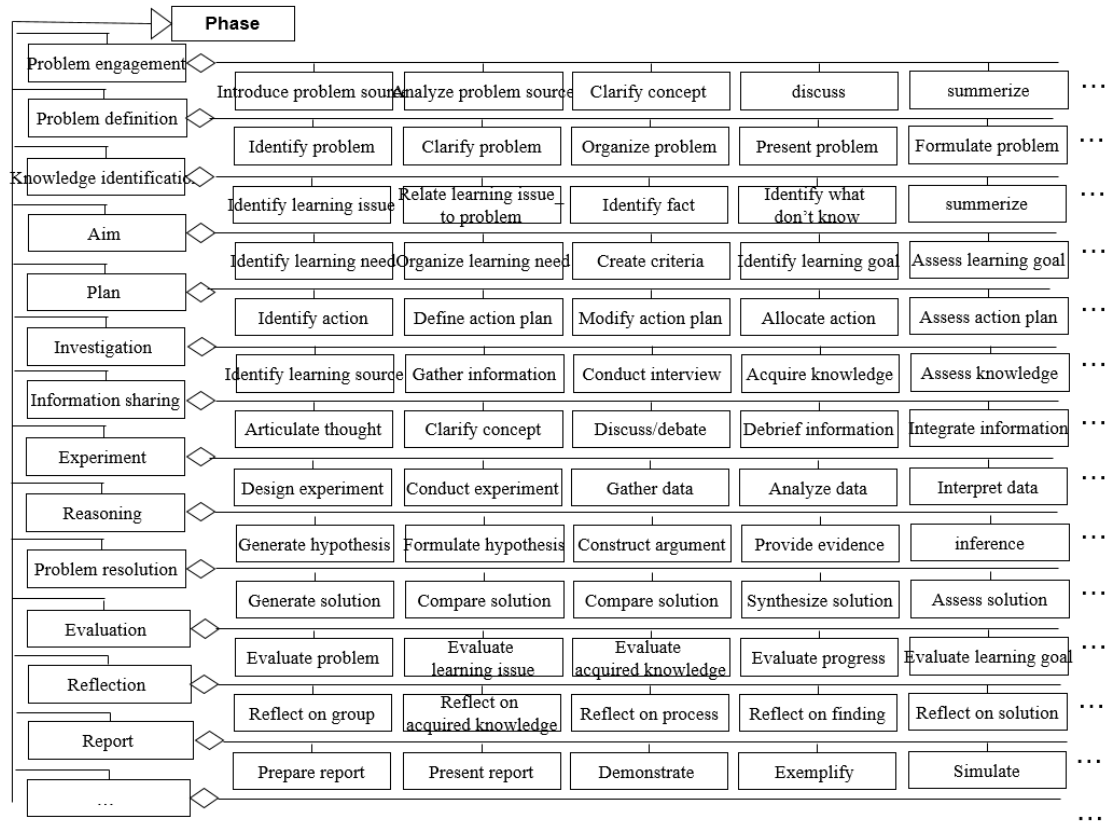 Phase
Problem engagement
Introduce problem source
Analyze problem source
Clarify concept
discuss
summerize
...
Problem definition
Identify problem
Clarify problem
Organize problem
Present problem
Formulate problem
...
Knowledge identificatio
Identify learning issue
Relate learning issue
to problem
Identify fact
Identify what
don't know
summerize
...
Aim
Identify learning need
Organize learning need
Create criteria
Identify learning goal
Assess learning goal
...
Plan
Identify action
Define action plan
Modify action plan
Allocate action
Assess action plan
...
Investigation
Identify learning source
Gather information
Conduct interview
Acquire knowledge
Assess knowledge
...
Information sharing
Articulate thought
Clarify concept
Discuss/debate
Debrief information
Integrate information
...
Experiment
Design experiment
Conduct experiment
Gather data
Analyze data
Interpret data
...
Reasoning
Generate hypothesis
Formulate hypothesis
Construct argument
Provide evidence
inference
...
Problem resolution
Generate solution
Compare solution
Compare solution
Synthesize solution
Assess solution
...
Evaluation
Evaluate problem
Evaluate
learning issue
Evaluate
acquired knowledge
Evaluate progress
Evaluate learning goal
...
Reflection
Reflect on group
Reflect on
acquired knowledge
Reflect on process
Reflect on finding
Reflect on solution
...
Report
Prepare report
Present report
Demonstrate
Exemplify
Simulate
...
...
...